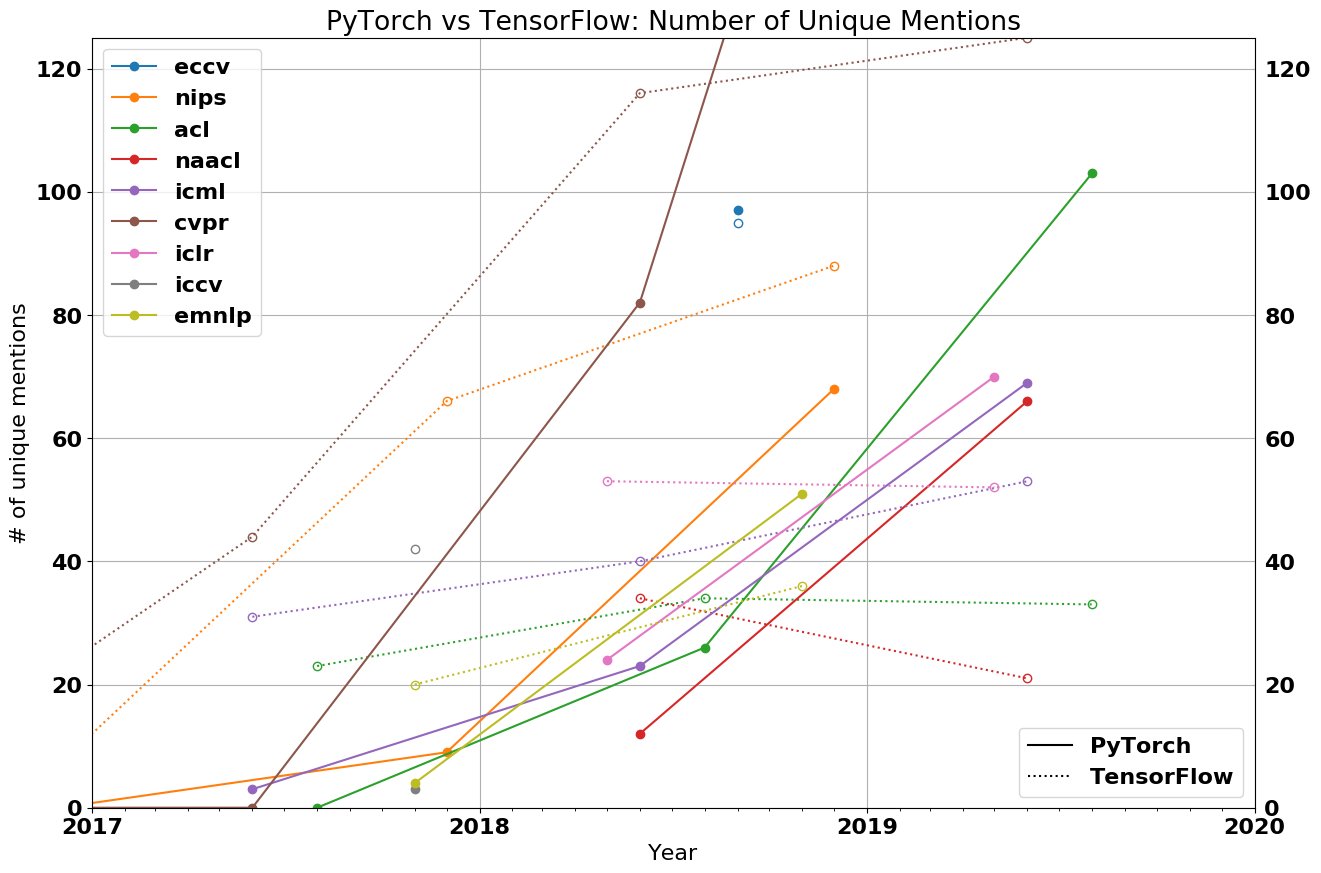 PyTorch vs TensorFlow: Number of Unique Mentions
120
100
80
60
40
20
0
# of unique mentions
eccv
nips
acl
naacl
icml
cvpr
iclr
iccv
emnlp
120
100
80
60
40
20
0
PyTorch
TensorFlow
2017 2018 2019 2020
Year